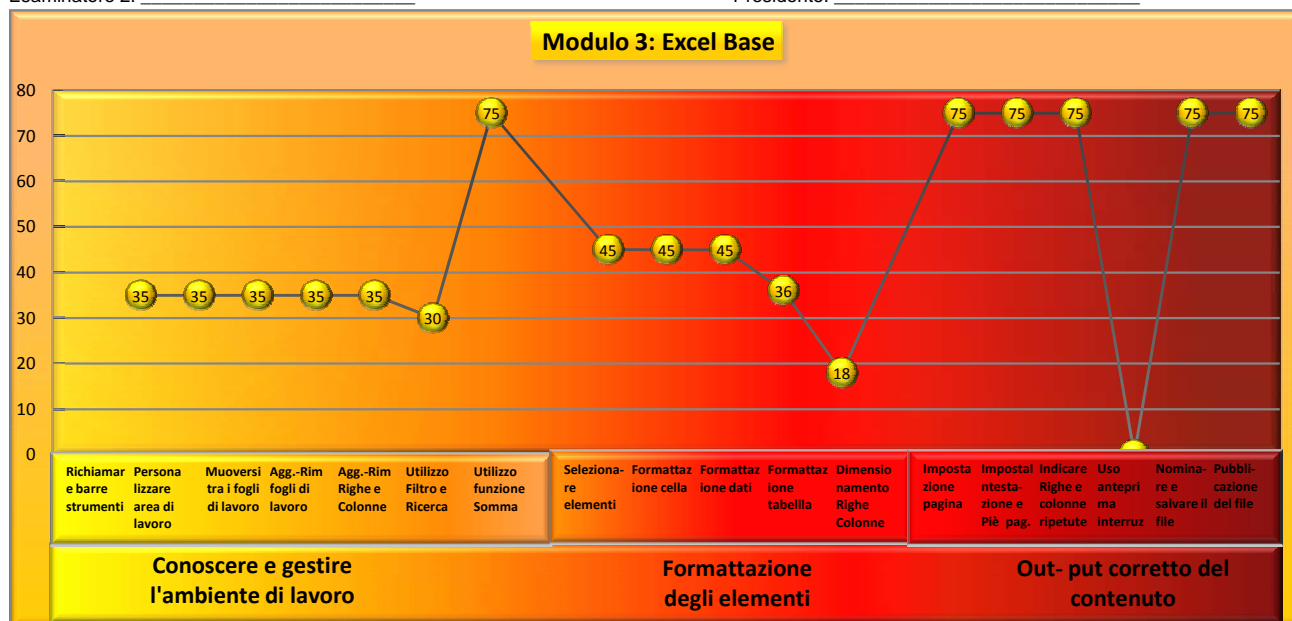 Esaminatore 2: ____________________________ Presidente: ____________________________
Modulo 3: Excel Base
80
70
60
50
40
30
20
10
0
35 35 35 35 35 30 75 45 45 45 36 18 75 75 75 75 75
Richiamar
e barre
strumenti
Persona
lizzare
area di
lavoro
Muoversi
tra i fogli
di lavoro
Agg.-Rim
fogli di
lavoro
Agg.-Rim
Righe e
Colonne
Utilizzo
Filtro e
Ricerca
Utilizzo
funzione
Somma
Seleziona-
re
elementi
Formattaz
ione cella
Formattaz
ione dati
Formattaz
ione
tabellla
Dimensio
namento
Righe
Colonne
Imposta
zione
pagina
ImpostaI
ntesta-
zione e
Piè pag.
Indicare
Righe e
colonne
ripetute
Uso
antepri
ma
interruz
Nomina-
re e
salvare il
file
Pubbli-
cazione
del file
Conoscere e gestire
l'ambiente di lavoro
Formattazione
degli elementi
Out- put corretto del
contenuto